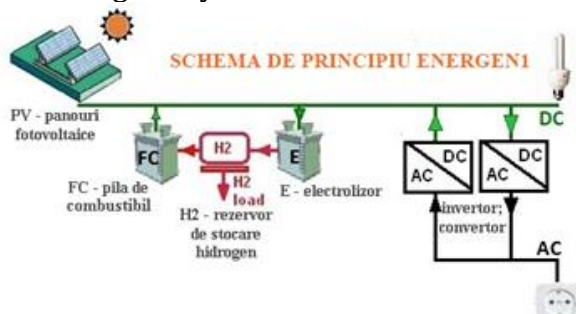 SCHEMA DE PRINCIPIU ENERGEN1
PV - panouri
fotovoltaice
DC
FC
H2
E
H2
load
FC - pila de
combustibil
H2 - rezervor
de stocare
hidrogen
E - electrolizor
DC
AC
DC
AC
invertor;
convertor
AC